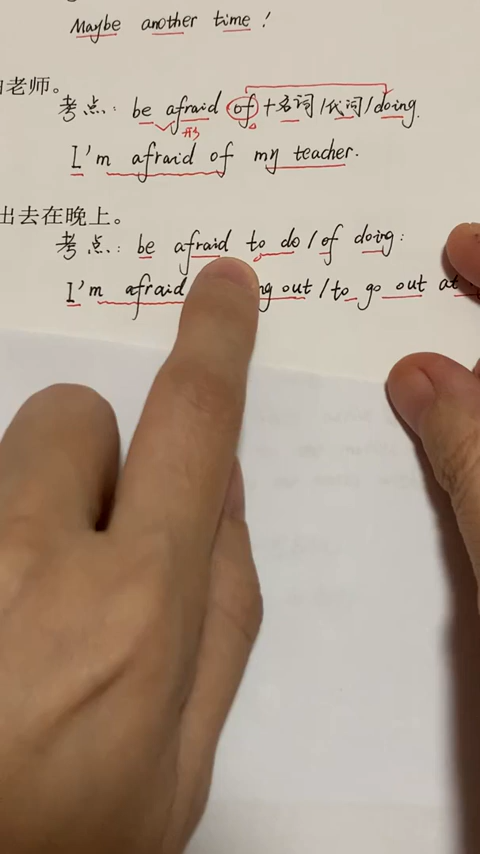 Maybe another time!
老师。
考点: be afraid of + 名词/代词/doing.
形
I'm afraid of my teacher.
出去在晚上。
考点: be afraid to do / of doing:
I'm afraid out / to go out at